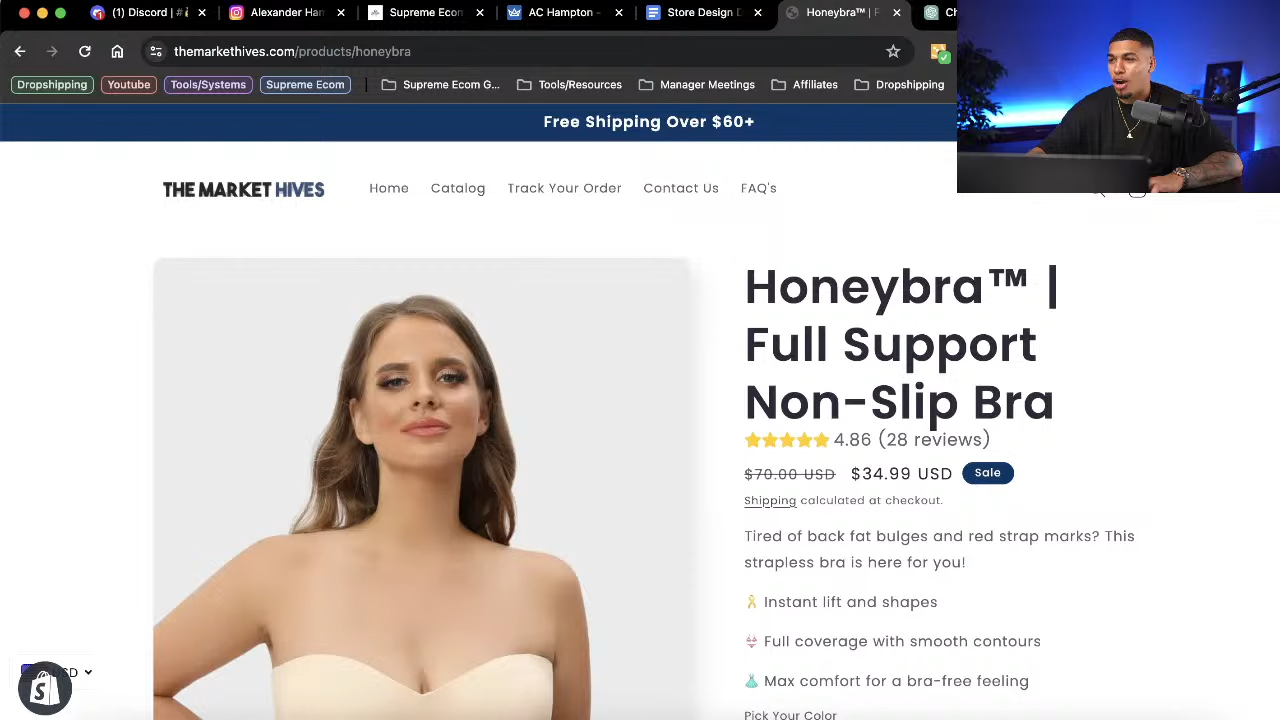 (1) Discord | #
Alexander Han
Supreme Econ
AC Hampton -
Store Design D
Honeybra™ | F
Ch
themarkethives.com/products/honeybra
Dropshipping
Youtube
Tools/Systems
Supreme Ecom
Supreme Ecom G...
Tools/Resources
Manager Meetings
Affiliates
Dropshipping
Free Shipping Over $60+
THE MARKET HIVES
Home
Catalog
Track Your Order
Contact Us
FAQ's
Honeybra™ |
Full Support
Non-Slip Bra
4.86 (28 reviews)
$70.00 USD $34.99 USD Sale
Shipping calculated at checkout.
Tired of back fat bulges and red strap marks? This
strapless bra is here for you!
Instant lift and shapes
Full coverage with smooth contours
Max comfort for a bra-free feeling
Pick Your Color